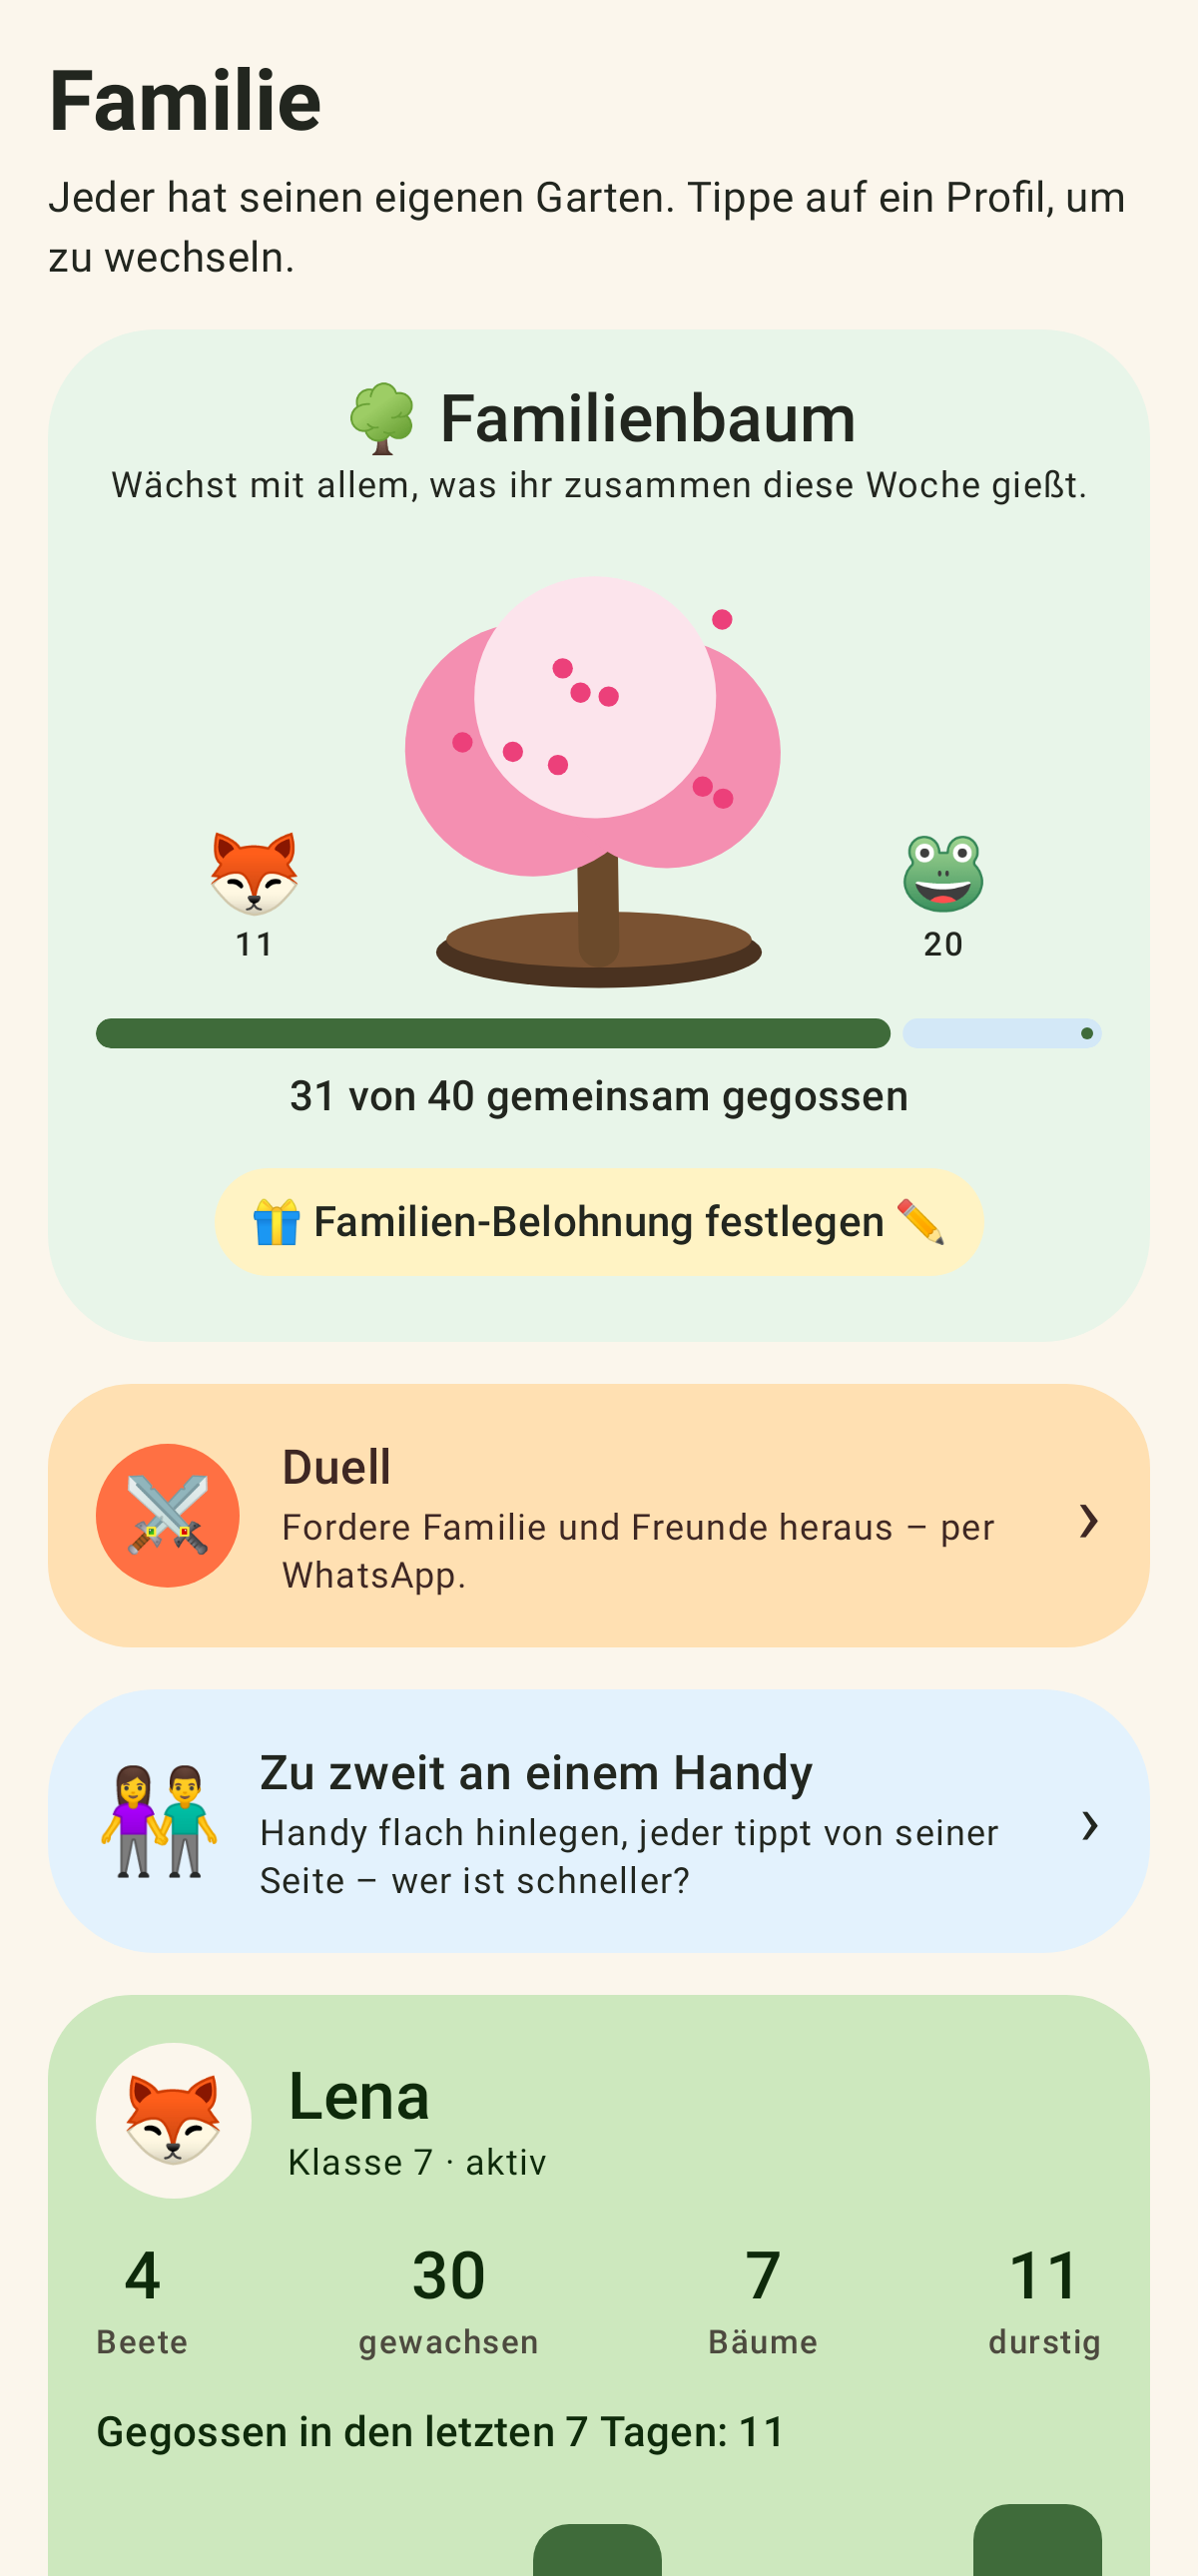 Familie
Jeder hat seinen eigenen Garten. Tippe auf ein Profil, um
zu wechseln.
Familienbaum
Wächst mit allem, was ihr zusammen diese Woche gießt.
11
20
31 von 40 gemeinsam gegossen
Familien-Belohnung festlegen
Duell
Fordere Familie und Freunde heraus – per
WhatsApp.
Zu zweit an einem Handy
Handy flach hinlegen, jeder tippt von seiner
Seite – wer ist schneller?
Lena
Klasse 7 · aktiv
4 30 7 11
Beete gewachsen Bäume durstig
Gegossen in den letzten 7 Tagen: 11